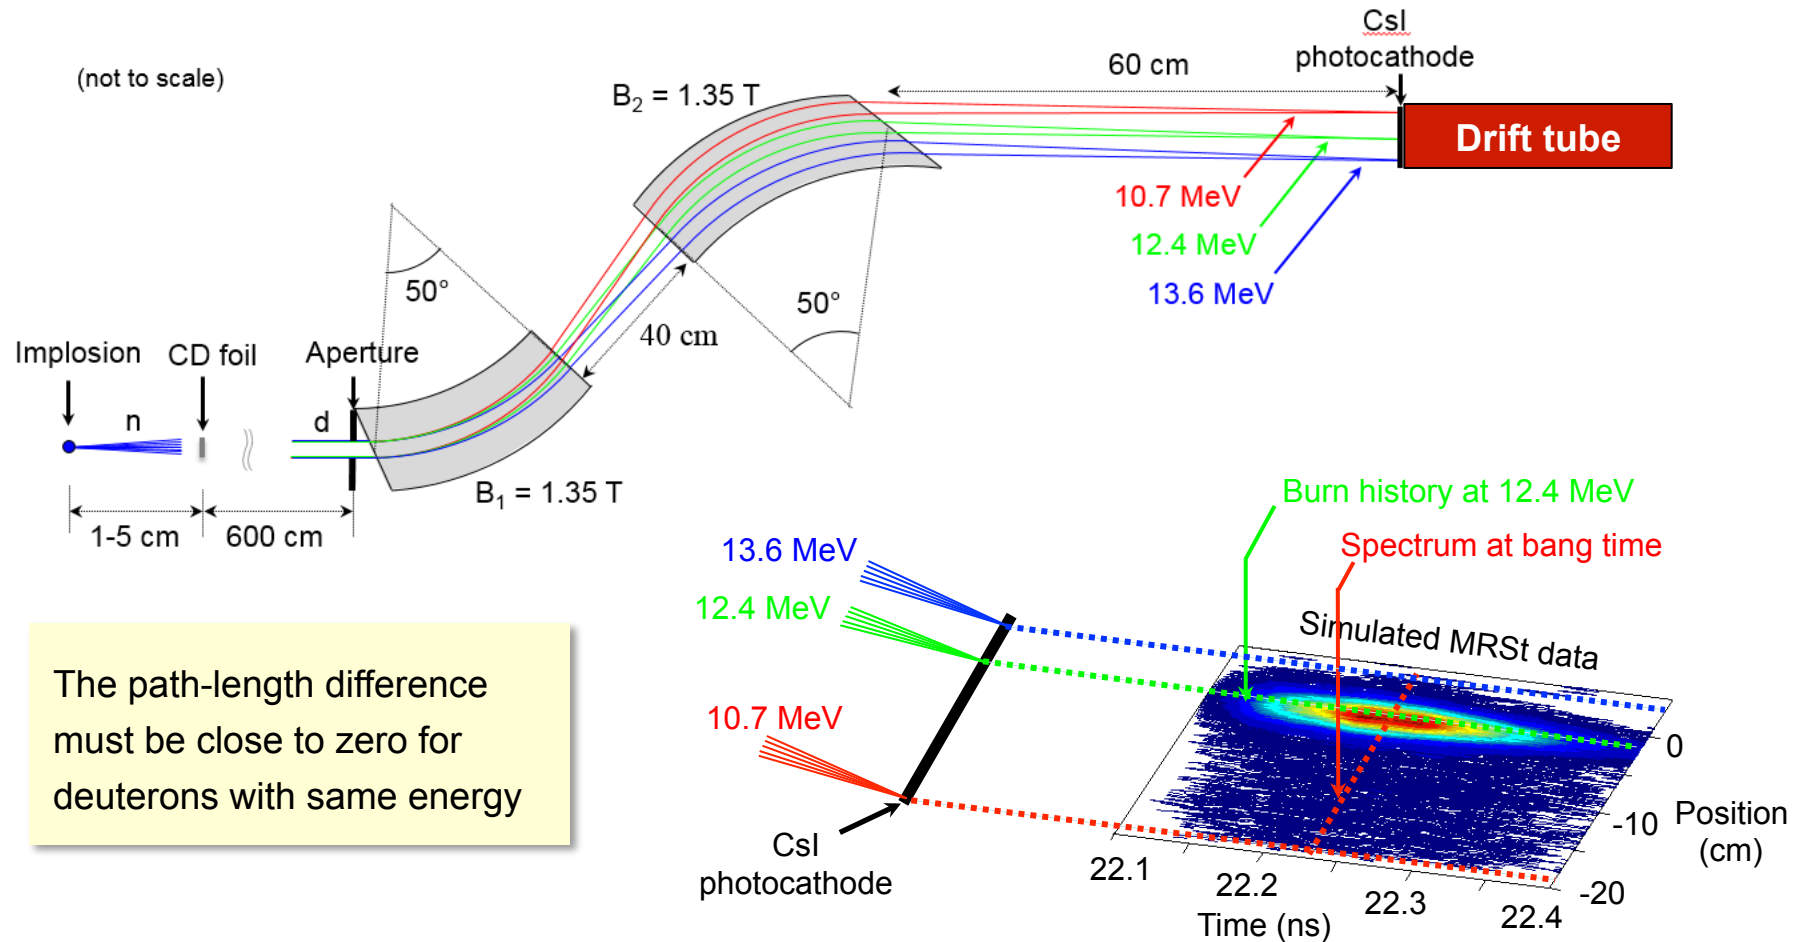 (not to scale)
CsI
photocathode
60 cm
B₂ = 1.35 T
Drift tube
10.7 MeV
12.4 MeV
13.6 MeV
50°
50°
40 cm
Implosion
CD foil
Aperture
n
d
B₁ = 1.35 T
1-5 cm
600 cm
Burn history at 12.4 MeV
13.6 MeV
Spectrum at bang time
12.4 MeV
Simulated MRSt data
10.7 MeV
The path-length difference
must be close to zero for
deuterons with same energy
CsI
photocathode
0
-10
-20
Position
(cm)
22.1
22.2
22.3
22.4
Time (ns)